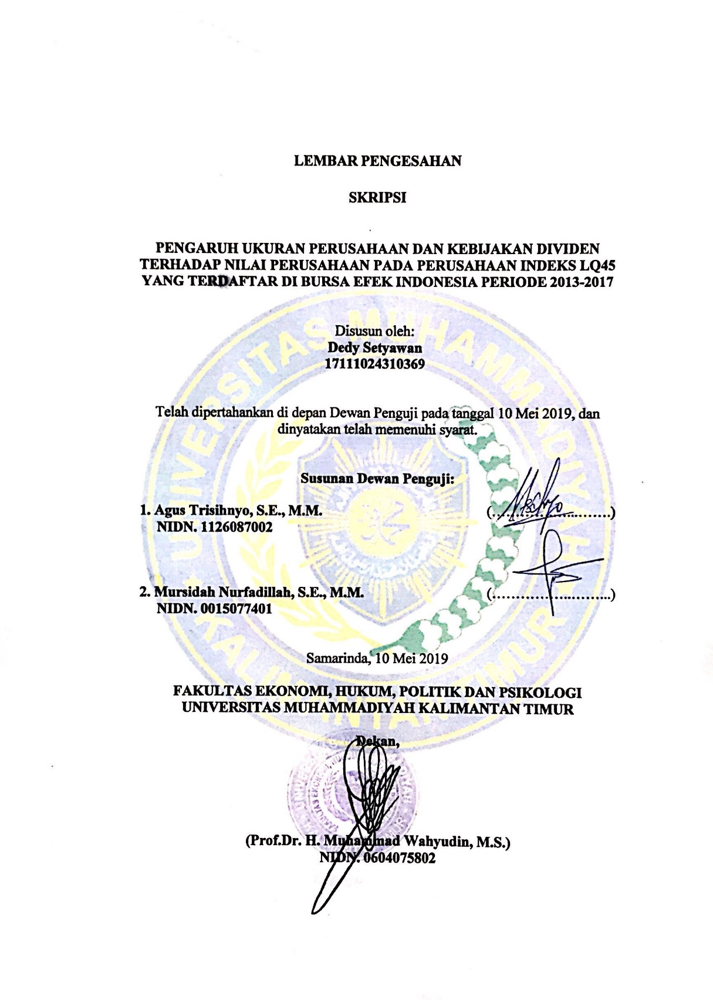 LEMBAR PENGESAHAN
SKRIPSI
PENGARUH UKURAN PERUSAHAAN DAN KEBIJAKAN DIVIDEN
TERHADAP NILAI PERUSAHAAN PADA PERUSAHAAN INDEKS LQ45
YANG TERDAFTAR DI BURSA EFEK INDONESIA PERIODE 2013-2017
UNIVERSITAS MUHAMMADIYAH
KALIMANTAN TIMUR
Disusun oleh:
Dedy Setyawan
17111024310369
Telah dipertahankan di depan Dewan Penguji pada tanggal 10 Mei 2019, dan
dinyatakan telah memenuhi syarat.
Susunan Dewan Penguji:
1. Agus Trisihnyo, S.E., M.M. (..............................)
NIDN. 1126087002
2. Mursidah Nurfadillah, S.E., M.M. (..............................)
NIDN. 0015077401
Samarinda, 10 Mei 2019
FAKULTAS EKONOMI, HUKUM, POLITIK DAN PSIKOLOGI
UNIVERSITAS MUHAMMADIYAH KALIMANTAN TIMUR
Dekan,
(Prof.Dr. H. Muhammad Wahyudin, M.S.)
NIDN. 0604075802